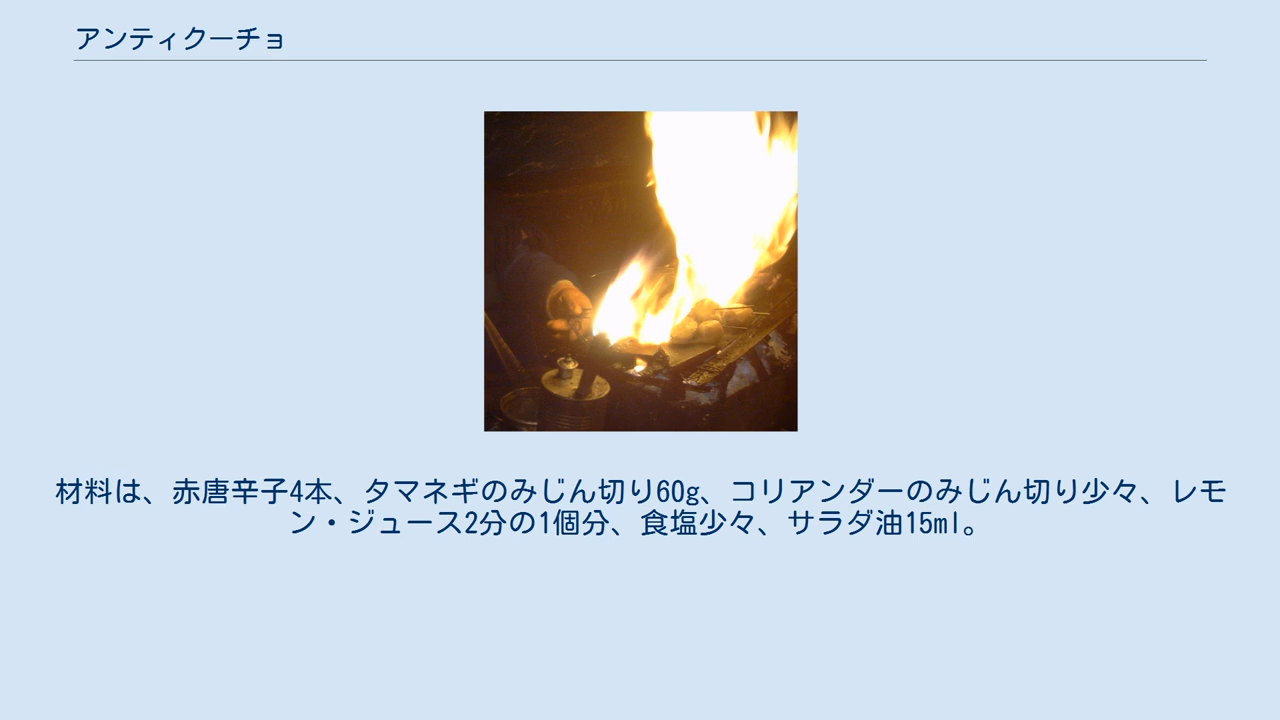 アンティクーチョ
材料は、赤唐辛子4本、タマネギのみじん切り60g、コリアンダーのみじん切り少々、レモ
ン・ジュース2分の1個分、食塩少々、サラダ油15ml。